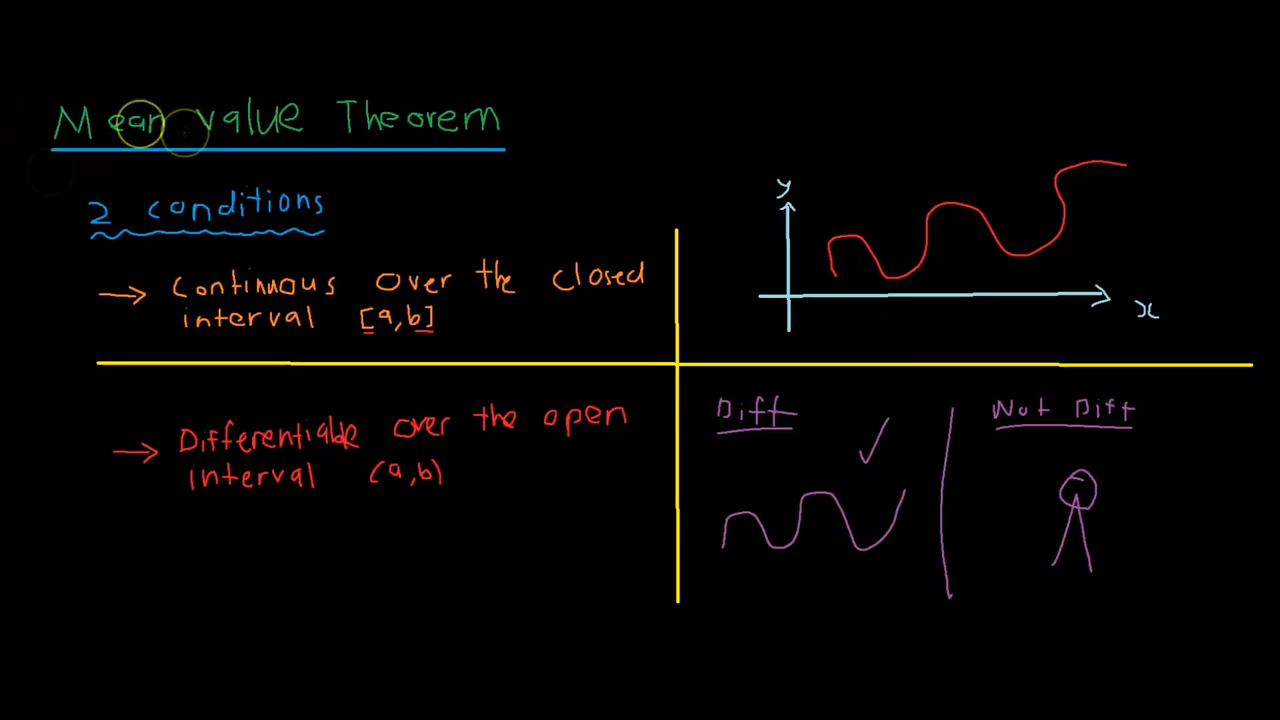 Mean value Theorem
2 conditions
→ Continuous over the closed
interval [a,b]
y
x
→ Differentiable over the open
interval (a,b)
Diff
Not Diff